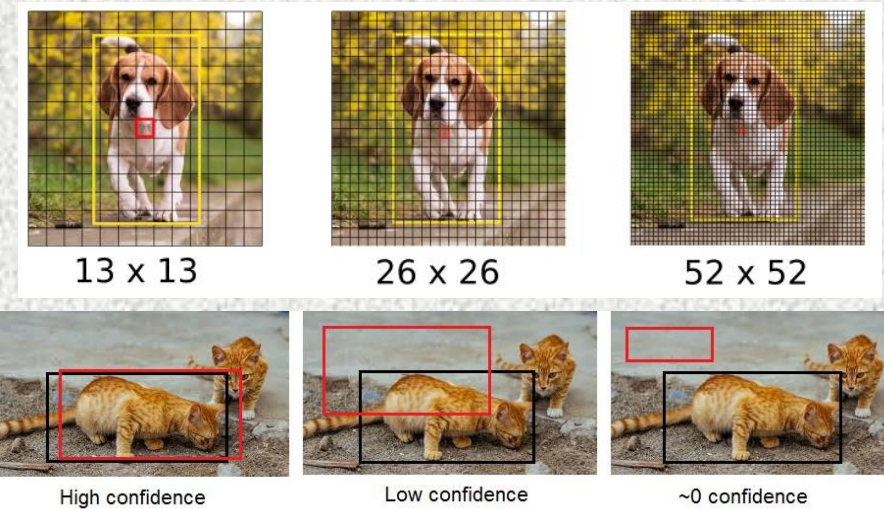 13 x 13
26 x 26
52 x 52
High confidence
Low confidence
~0 confidence